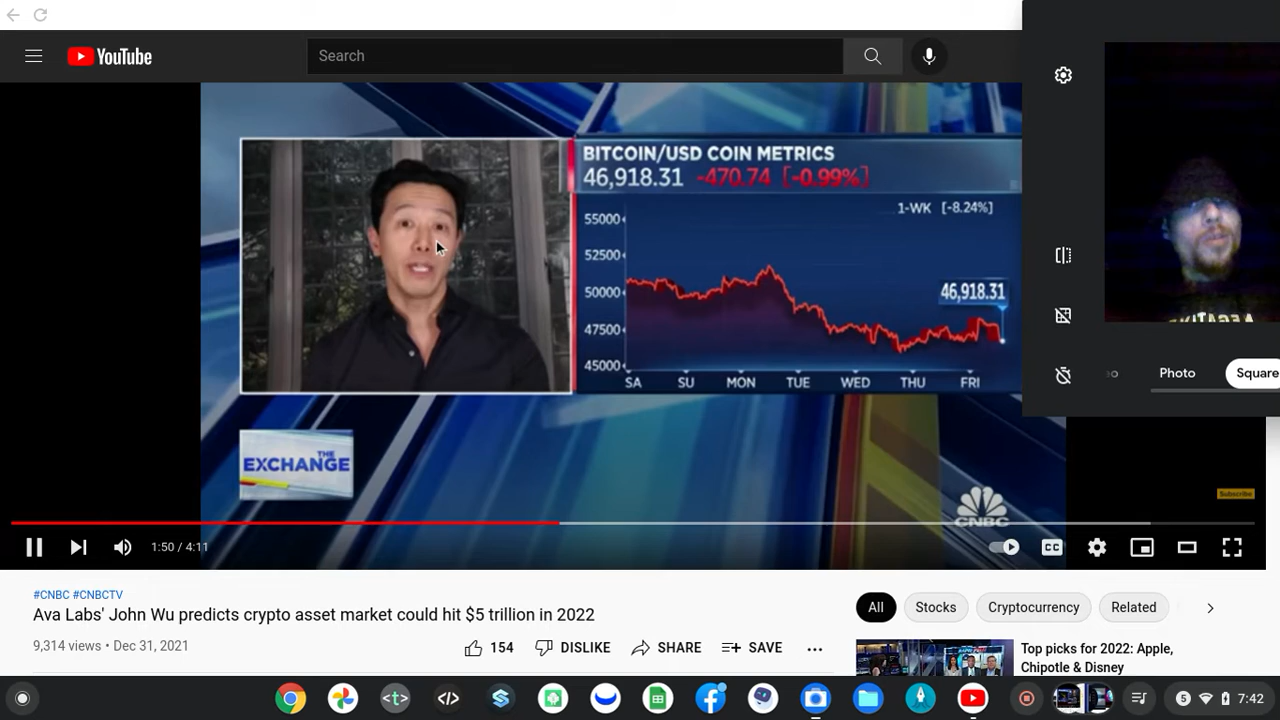 YouTube
Search
BITCOIN/USD COIN METRICS
46,918.31 -470.74 [-0.99%]
1-WK [-8.24%]
55000
52500
50000
47500
45000
46,918.31
SA SU MON TUE WED THU FRI
THE
EXCHANGE
CNBC
Subscribe
1:50 / 4:11
CC
Photo
Square
#CNBC #CNBCTV
Ava Labs' John Wu predicts crypto asset market could hit $5 trillion in 2022
9,314 views • Dec 31, 2021
154 DISLIKE SHARE SAVE
All Stocks Cryptocurrency Related
Top picks for 2022: Apple,
Chipotle & Disney
<t> </>
5 7:42